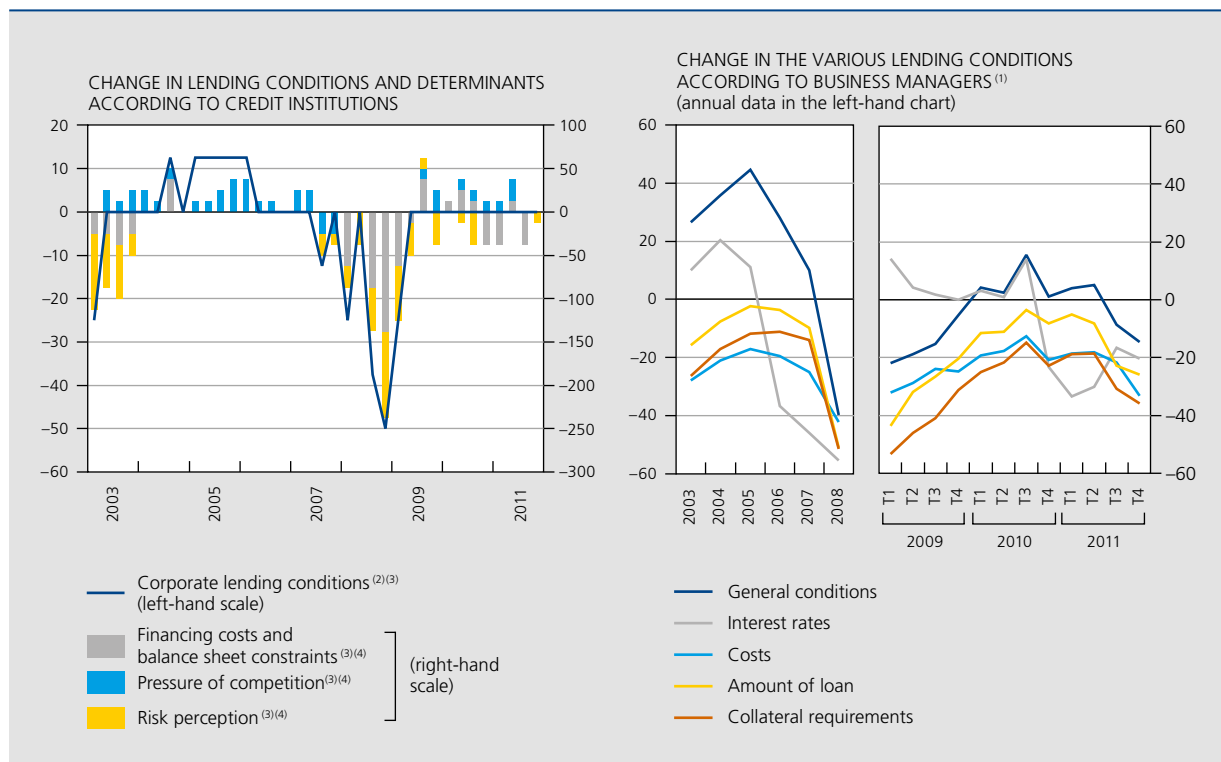 CHANGE IN LENDING CONDITIONS AND DETERMINANTS
ACCORDING TO CREDIT INSTITUTIONS
20
10
0
–10
–20
–30
–40
–50
–60
100
50
0
–50
–100
–150
–200
–250
–300
2003
2005
2007
2009
2011
Corporate lending conditions (2)(3)
(left-hand scale)
Financing costs and
balance sheet constraints (3)(4)
Pressure of competition (3)(4)
Risk perception (3)(4)
(right-hand
scale)
CHANGE IN THE VARIOUS LENDING CONDITIONS
ACCORDING TO BUSINESS MANAGERS (1)
(annual data in the left-hand chart)
60
40
20
0
–20
–40
–60
2003
2004
2005
2006
2007
2008
60
40
20
0
–20
–40
–60
T1
T2
T3
T4
T1
T2
T3
T4
T1
T2
T3
T4
2009
2010
2011
General conditions
Interest rates
Costs
Amount of loan
Collateral requirements